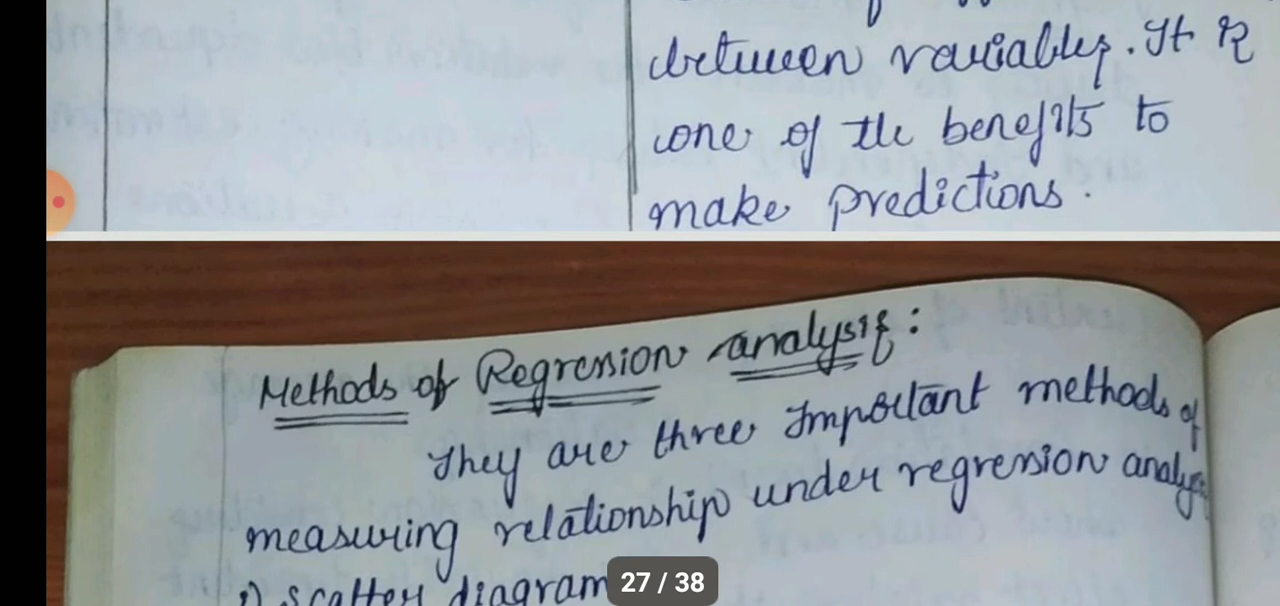 between variables. It is
one of the benefits to
make predictions.
Methods of Regression analysis:
They are three Important methods of
measuring relationship under regression
i) scatter diagram
27 / 38